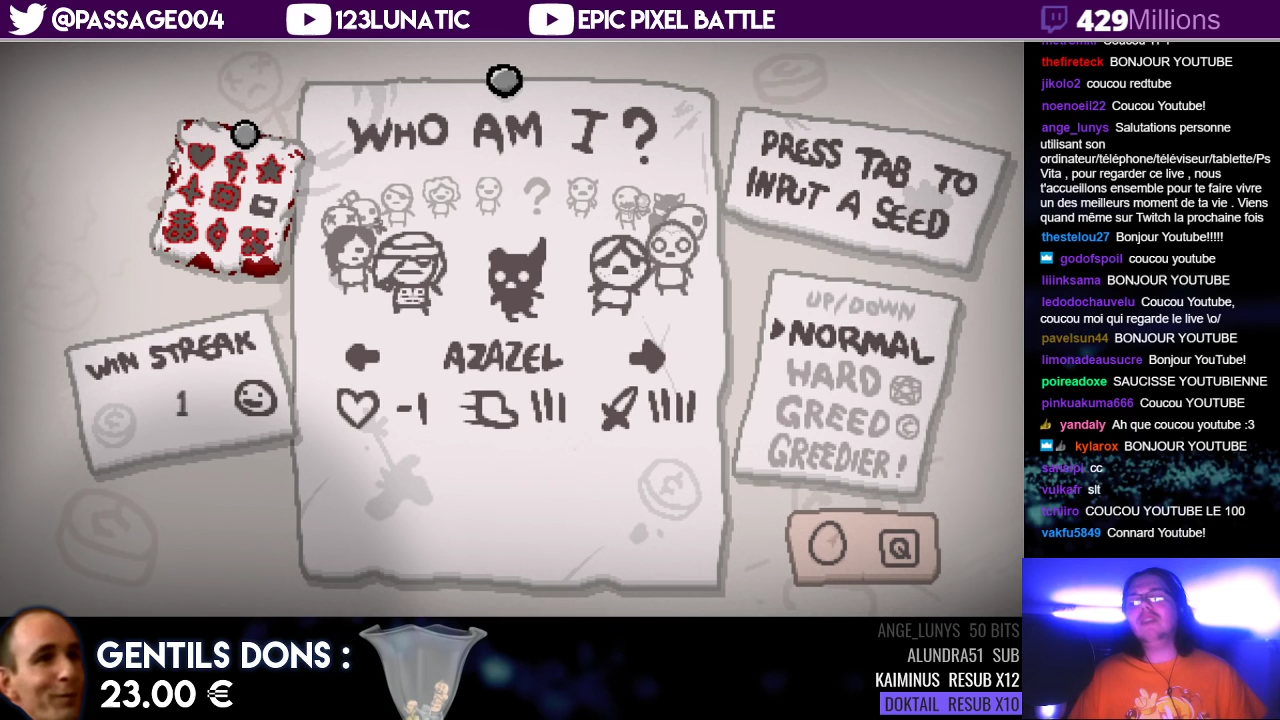 @PASSAGE004
123LUNATIC
EPIC PIXEL BATTLE
429Millions
WHO AM I?
PRESS TAB TO
INPUT A SEED
WIN STREAK
1
AZAZEL
-1
UP/DOWN
NORMAL
HARD
GREED
GREEDIER!
Q
thefireteck BONJOUR YOUTUBE
jikolo2 coucou redtube
noenoeil22 Coucou Youtube!
ange_lunys Salutations personne
utilisant son
ordinateur/téléphone/téléviseur/tablette/Ps
Vita , pour regarder ce live , nous
t'accueillons ensemble pour te faire vivre
un des meilleurs moment de ta vie . Viens
quand même sur Twitch la prochaine fois
thestelou27 Bonjour Youtube!!!!!
godofspoil coucou youtube
liiinksama BONJOUR YOUTUBE
ledodochauvelu Coucou Youtube,
coucou moi qui regarde le live \o/
pavelsun44 BONJOUR YOUTUBE
limonadeausucre Bonjour YouTube!
poireadoxe SAUCISSE YOUTUBIENNE
pinkuakuma666 Coucou YOUTUBE
yandaly Ah que coucou youtube :3
kylarox BONJOUR YOUTUBE
cc
vulkafr slt
COUCOU YOUTUBE LE 100
vakfu5849 Connard Youtube!
GENTILS DONS :
23.00 €
ANGE_LUNYS 50 BITS
ALUNDRA51 SUB
KAIMINUS RESUB X12
DOKTAIL RESUB X10